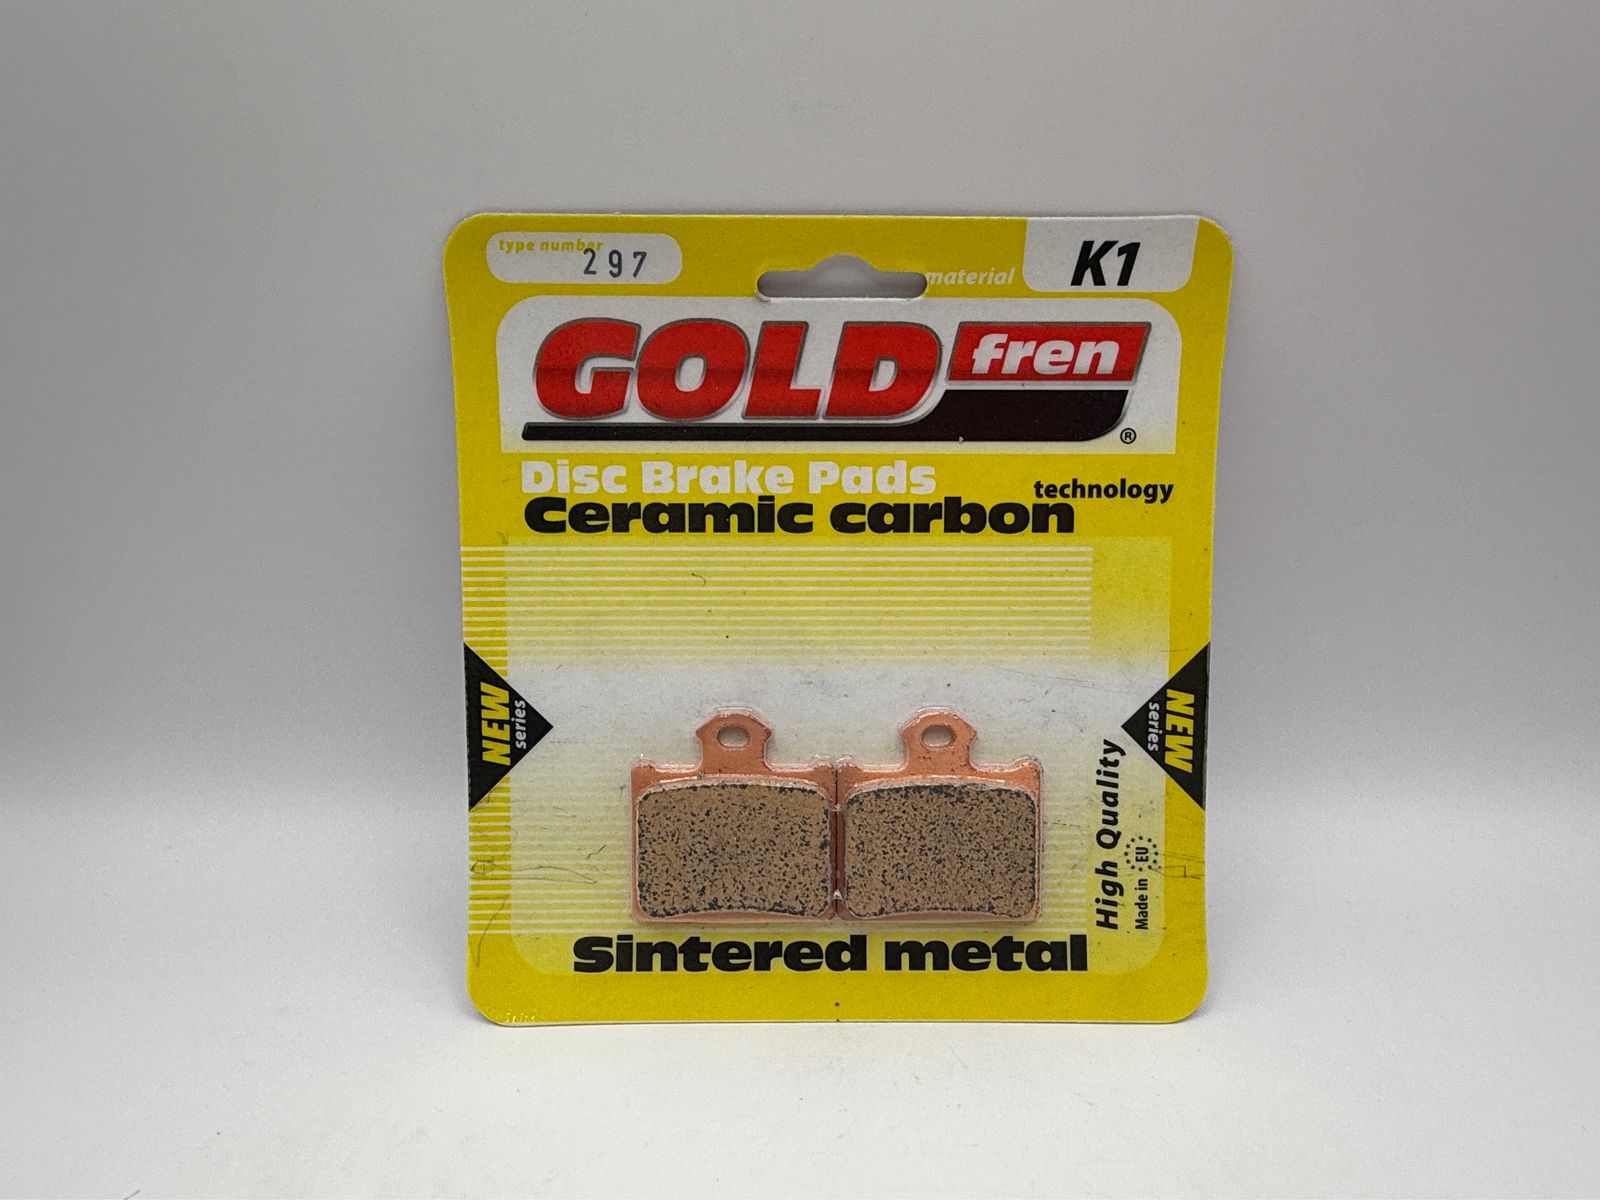 type number
297
material
K1
GOLD fren
®
Disc Brake Pads
technology
Ceramic carbon
NEW
series
NEW
series
High Quality
Made in EU
Sintered metal